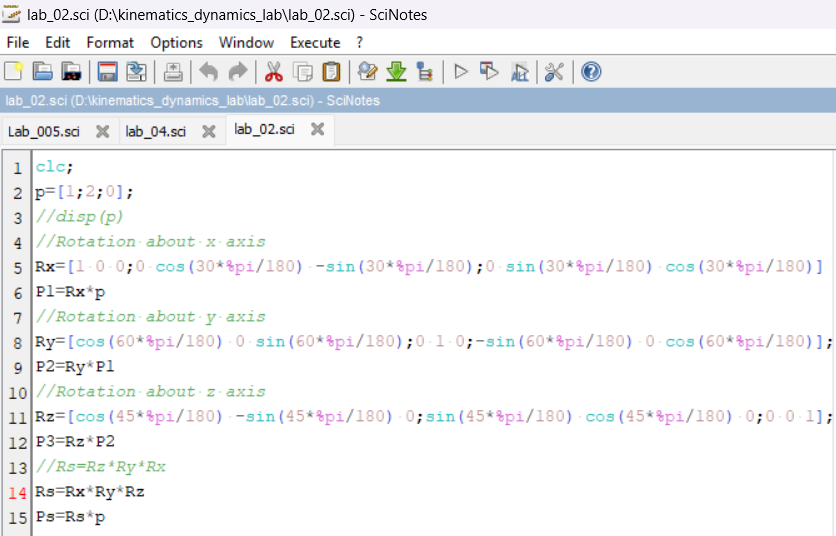 lab_02.sci (D:\kinematics_dynamics_lab\lab_02.sci) - SciNotes
File Edit Format Options Window Execute ?
lab_02.sci (D:\kinematics_dynamics_lab\lab_02.sci) - SciNotes
Lab_005.sci lab_04.sci lab_02.sci
1 clc;
2 p=[1;2;0];
3 //disp(p)
4 //Rotation about x axis
5 Rx=[1 0 0;0 cos(30*%pi/180) -sin(30*%pi/180);0 sin(30*%pi/180) cos(30*%pi/180)]
6 P1=Rx*p
7 //Rotation about y axis
8 Ry=[cos(60*%pi/180) 0 sin(60*%pi/180);0 1 0;-sin(60*%pi/180) 0 cos(60*%pi/180)];
9 P2=Ry*P1
10 //Rotation about z axis
11 Rz=[cos(45*%pi/180) -sin(45*%pi/180) 0;sin(45*%pi/180) cos(45*%pi/180) 0;0 0 1];
12 P3=Rz*P2
13 //Rs=Rz*Ry*Rx
14 Rs=Rx*Ry*Rz
15 Ps=Rs*p